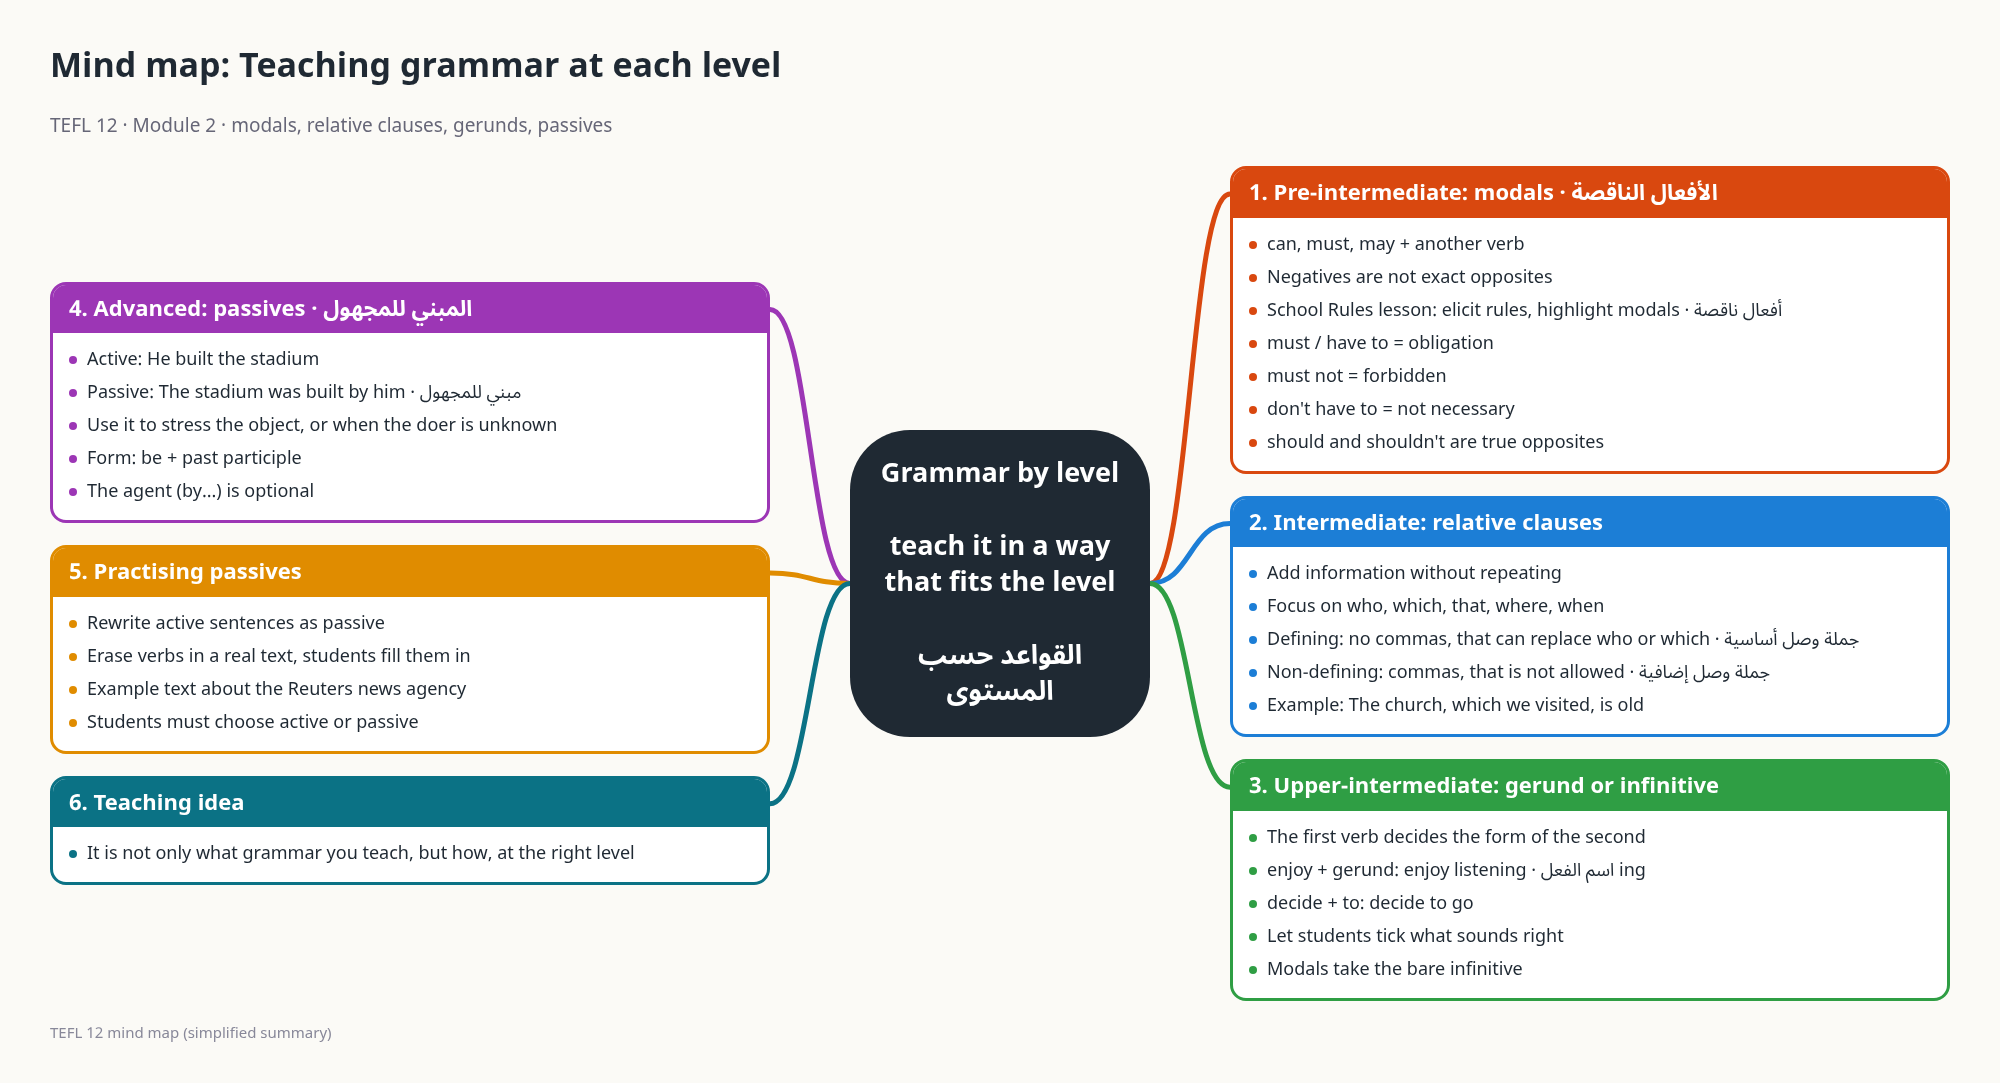 Mind map: Teaching grammar at each level
TEFL 12 · Module 2 · modals, relative clauses, gerunds, passives
Grammar by level
teach it in a way
that fits the level
القواعد حسب
المستوى
1. Pre-intermediate: modals · الأفعال الناقصة
can, must, may + another verb
Negatives are not exact opposites
School Rules lesson: elicit rules, highlight modals · أفعال ناقصة
must / have to = obligation
must not = forbidden
don't have to = not necessary
should and shouldn't are true opposites
2. Intermediate: relative clauses
Add information without repeating
Focus on who, which, that, where, when
Defining: no commas, that can replace who or which · جملة وصل أساسية
Non-defining: commas, that is not allowed · جملة وصل إضافية
Example: The church, which we visited, is old
3. Upper-intermediate: gerund or infinitive
The first verb decides the form of the second
enjoy + gerund: enjoy listening · اسم الفعل ing
decide + to: decide to go
Let students tick what sounds right
Modals take the bare infinitive
4. Advanced: passives · المبني للمجهول
Active: He built the stadium
Passive: The stadium was built by him · مبني للمجهول
Use it to stress the object, or when the doer is unknown
Form: be + past participle
The agent (by...) is optional
5. Practising passives
Rewrite active sentences as passive
Erase verbs in a real text, students fill them in
Example text about the Reuters news agency
Students must choose active or passive
6. Teaching idea
It is not only what grammar you teach, but how, at the right level
TEFL 12 mind map (simplified summary)